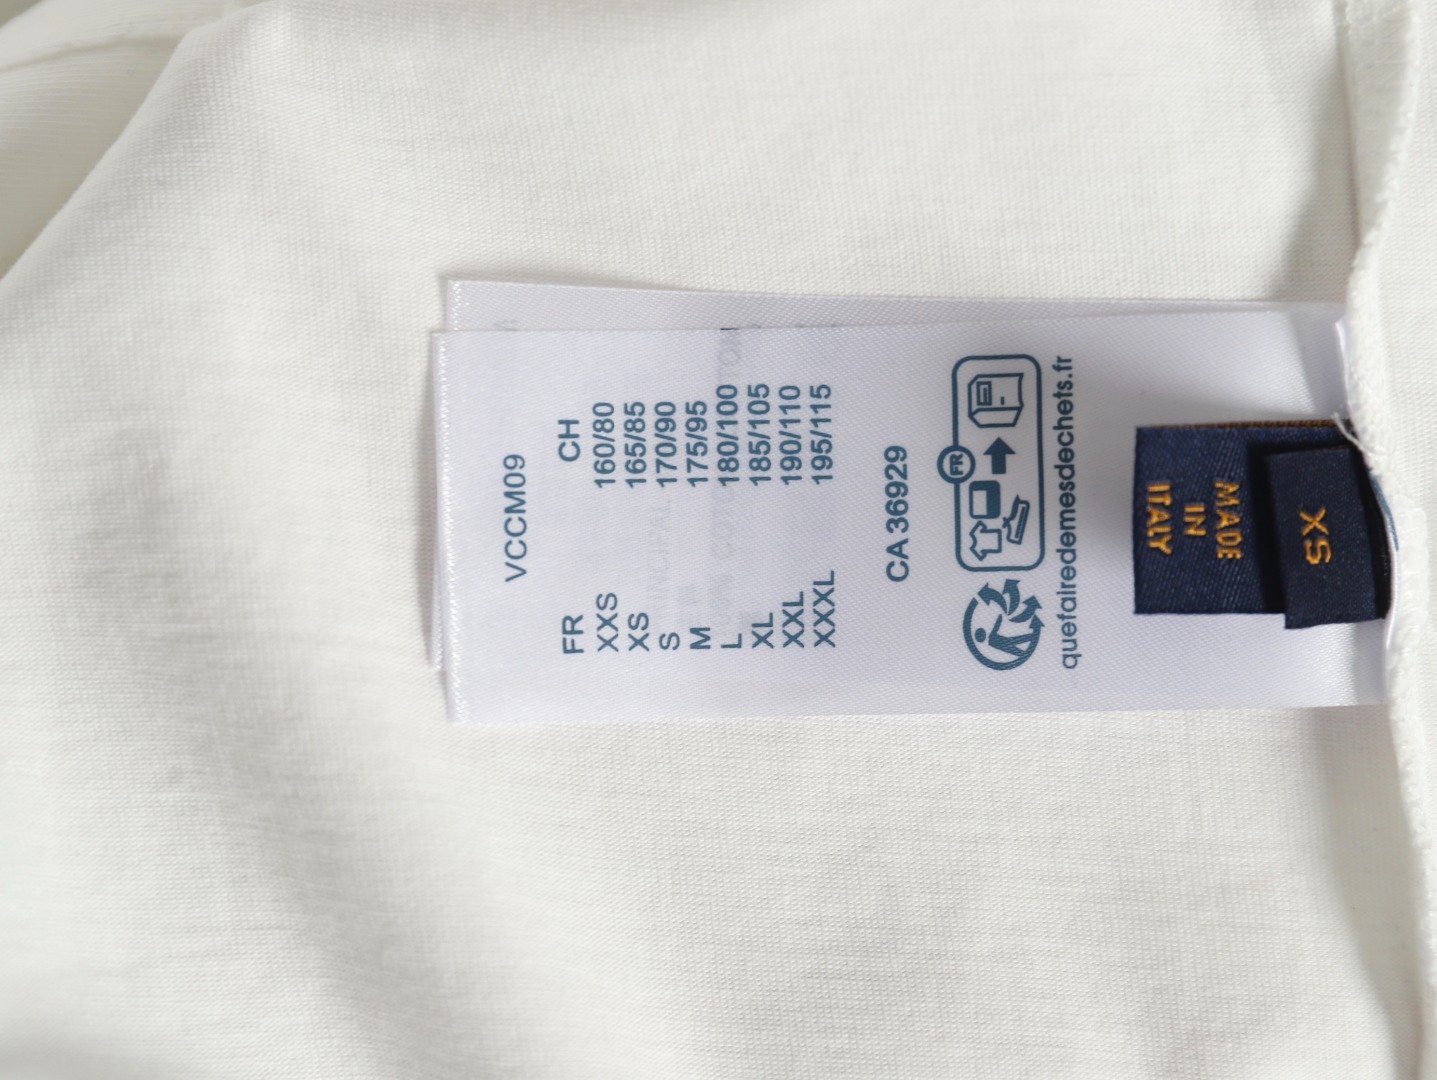 VCCM09
FR CH
XXS 160/80
XS 165/85
S 170/90
M 175/95
L 180/100
XL 185/105
XXL 190/110
XXXL 195/115
CA 36929
FR
quefairedemesdechets.fr
MADE
IN
ITALY
XS